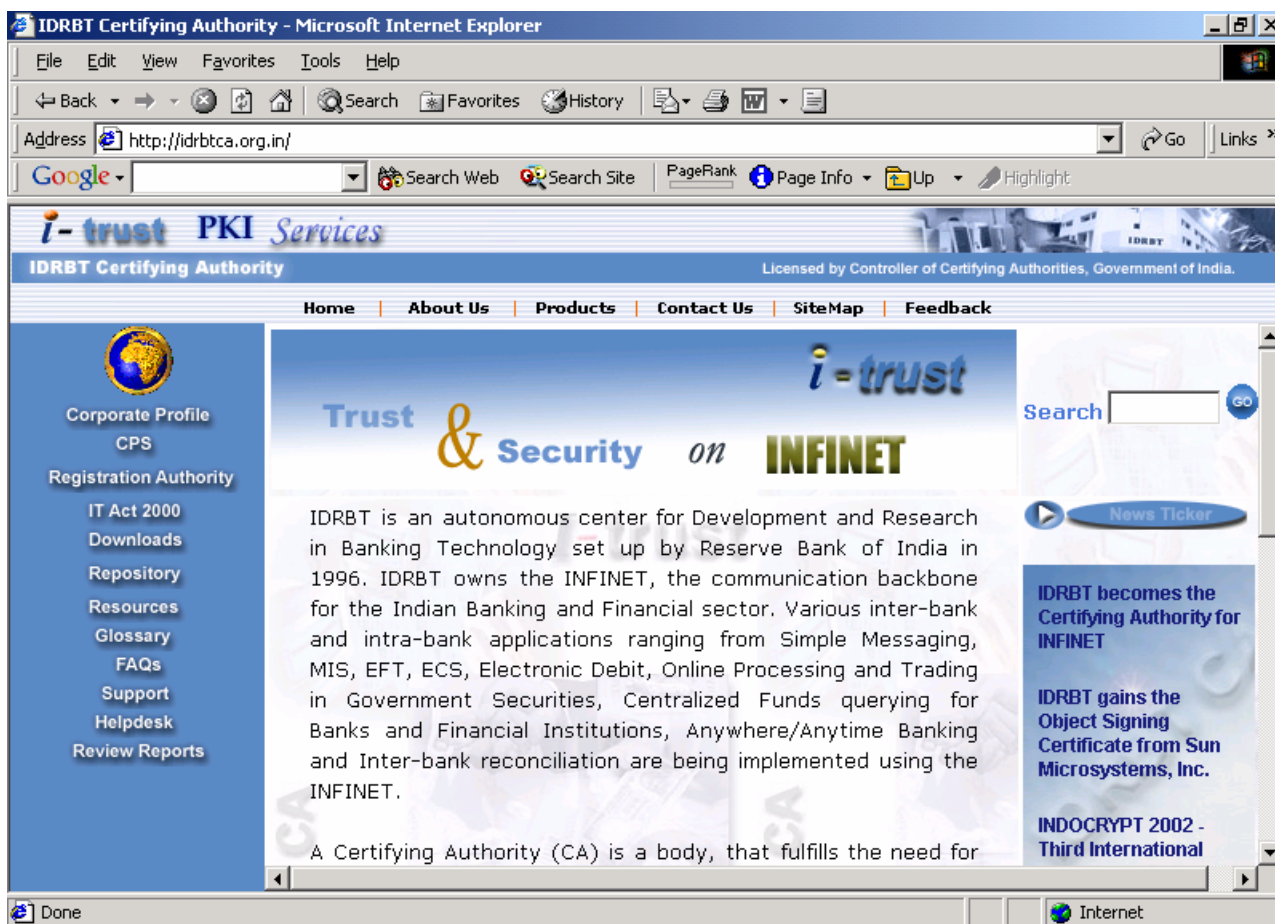 IDRBT Certifying Authority - Microsoft Internet Explorer
File Edit View Favorites Tools Help
Back Search Favorites History
Address http://idrbtca.org.in/ Go Links »
Google Search Web Search Site PageRank Page Info Up Highlight
i- trust PKI Services
IDRBT
IDRBT Certifying Authority Licensed by Controller of Certifying Authorities, Government of India.
Home | About Us | Products | Contact Us | SiteMap | Feedback
Corporate Profile
CPS
Registration Authority
IT Act 2000
Downloads
Repository
Resources
Glossary
FAQs
Support
Helpdesk
Review Reports
i-trust
Trust & Security on INFINET
IDRBT is an autonomous center for Development and Research
in Banking Technology set up by Reserve Bank of India in
1996. IDRBT owns the INFINET, the communication backbone
for the Indian Banking and Financial sector. Various inter-bank
and intra-bank applications ranging from Simple Messaging,
MIS, EFT, ECS, Electronic Debit, Online Processing and Trading
in Government Securities, Centralized Funds querying for
Banks and Financial Institutions, Anywhere/Anytime Banking
and Inter-bank reconciliation are being implemented using the
INFINET.
A Certifying Authority (CA) is a body, that fulfills the need for
Search GO
News Ticker
IDRBT becomes the
Certifying Authority for
INFINET
IDRBT gains the
Object Signing
Certificate from Sun
Microsystems, Inc.
INDOCRYPT 2002 -
Third International
Done Internet